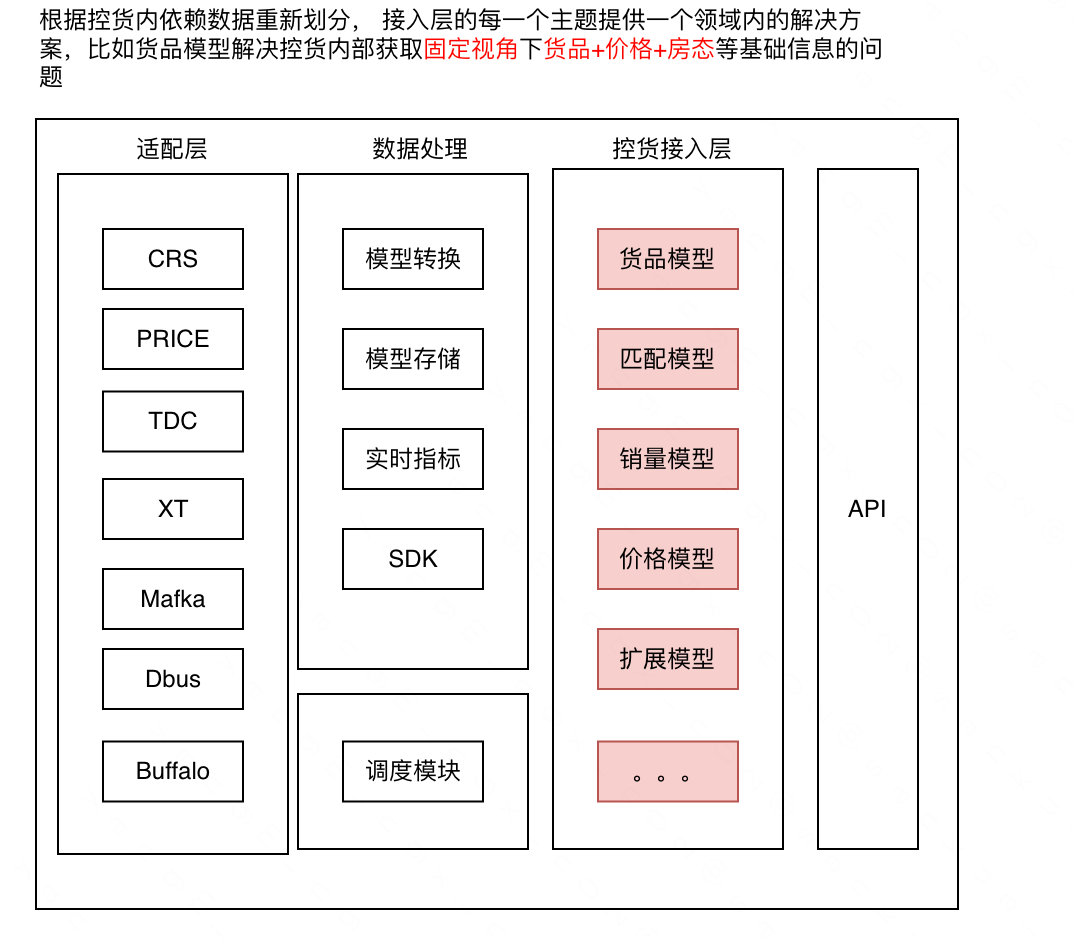 根据控货内依赖数据重新划分， 接入层的每一个主题提供一个领域内的解决方
案，比如货品模型解决控货内部获取固定视角下货品+价格+房态等基础信息的问
题
适配层
CRS
PRICE
TDC
XT
Mafka
Dbus
Buffalo
数据处理
模型转换
模型存储
实时指标
SDK
调度模块
控货接入层
货品模型
匹配模型
销量模型
价格模型
扩展模型
。。。
API